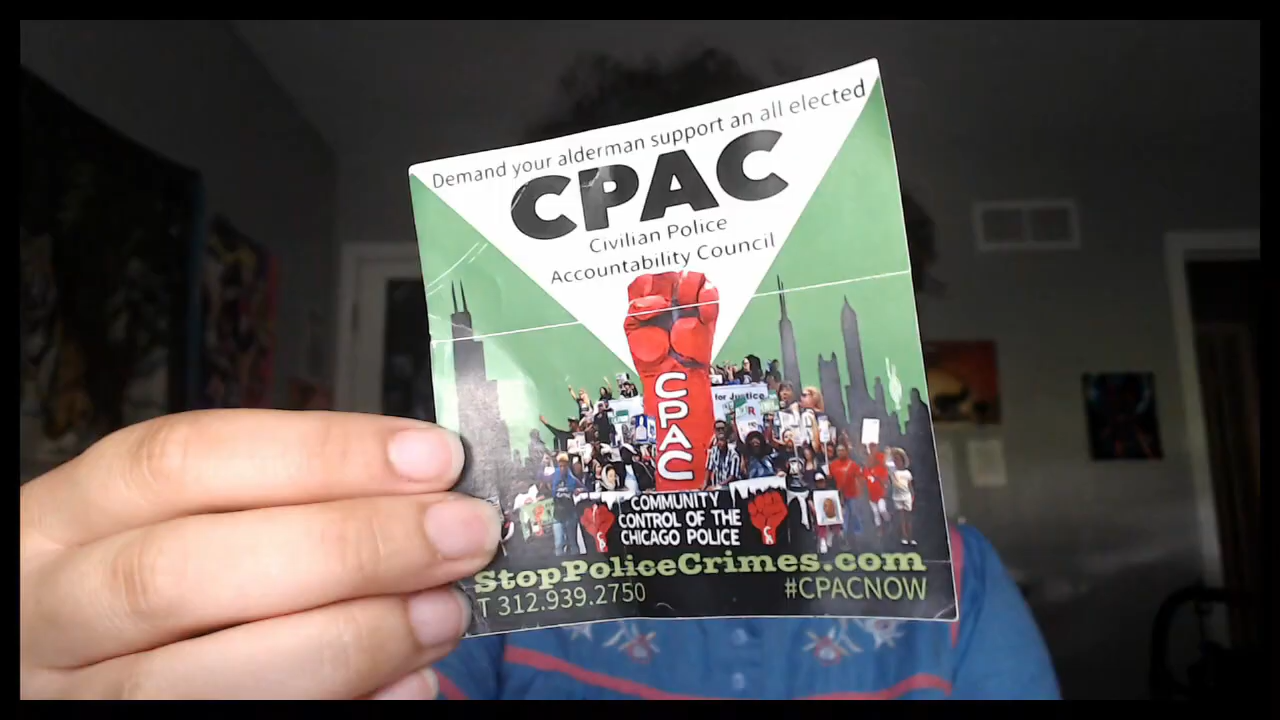 Demand your alderman support an all elected
CPAC
Civilian Police
Accountability Council
CPAC
for Justice
COMMUNITY
CONTROL OF THE
CHICAGO POLICE
StopPoliceCrimes.com
T 312.939.2750
#CPACNOW